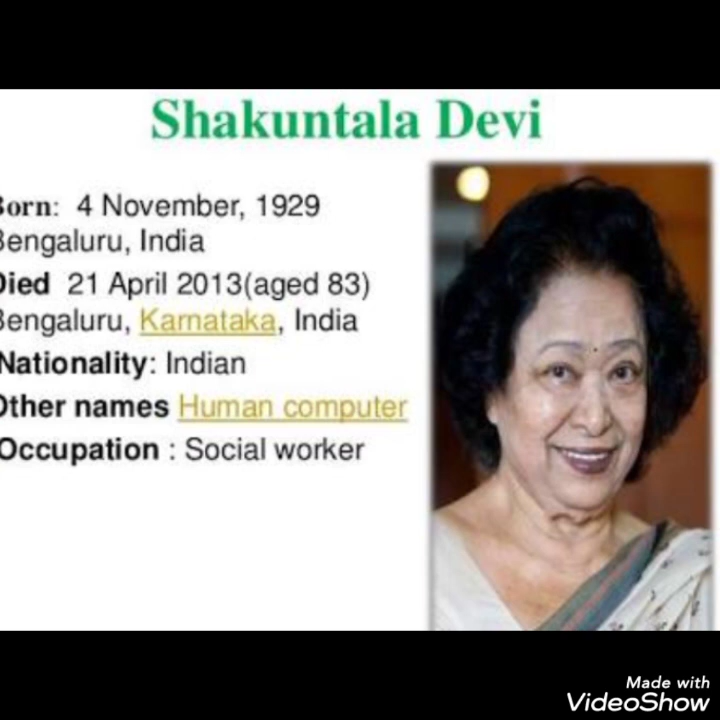 Shakuntala Devi
Born: 4 November, 1929
Bengaluru, India
Died 21 April 2013(aged 83)
Bengaluru, Karnataka, India
Nationality: Indian
Other names Human computer
Occupation : Social worker
Made with
VideoShow